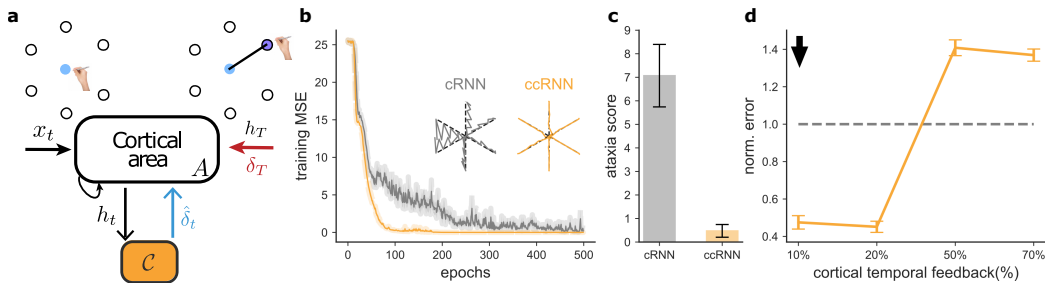 a
x_t
Cortical
area
A
h_T
δ_T
h_t
δ̂_t
C
b
training MSE
25
20
15
10
5
0
cRNN
ccRNN
0
100
200
300
400
500
epochs
c
ataxia score
9
8
7
6
5
4
3
2
1
0
cRNN
ccRNN
d
norm. error
1.4
1.2
1.0
0.8
0.6
0.4
10%
20%
50%
70%
cortical temporal feedback(%)